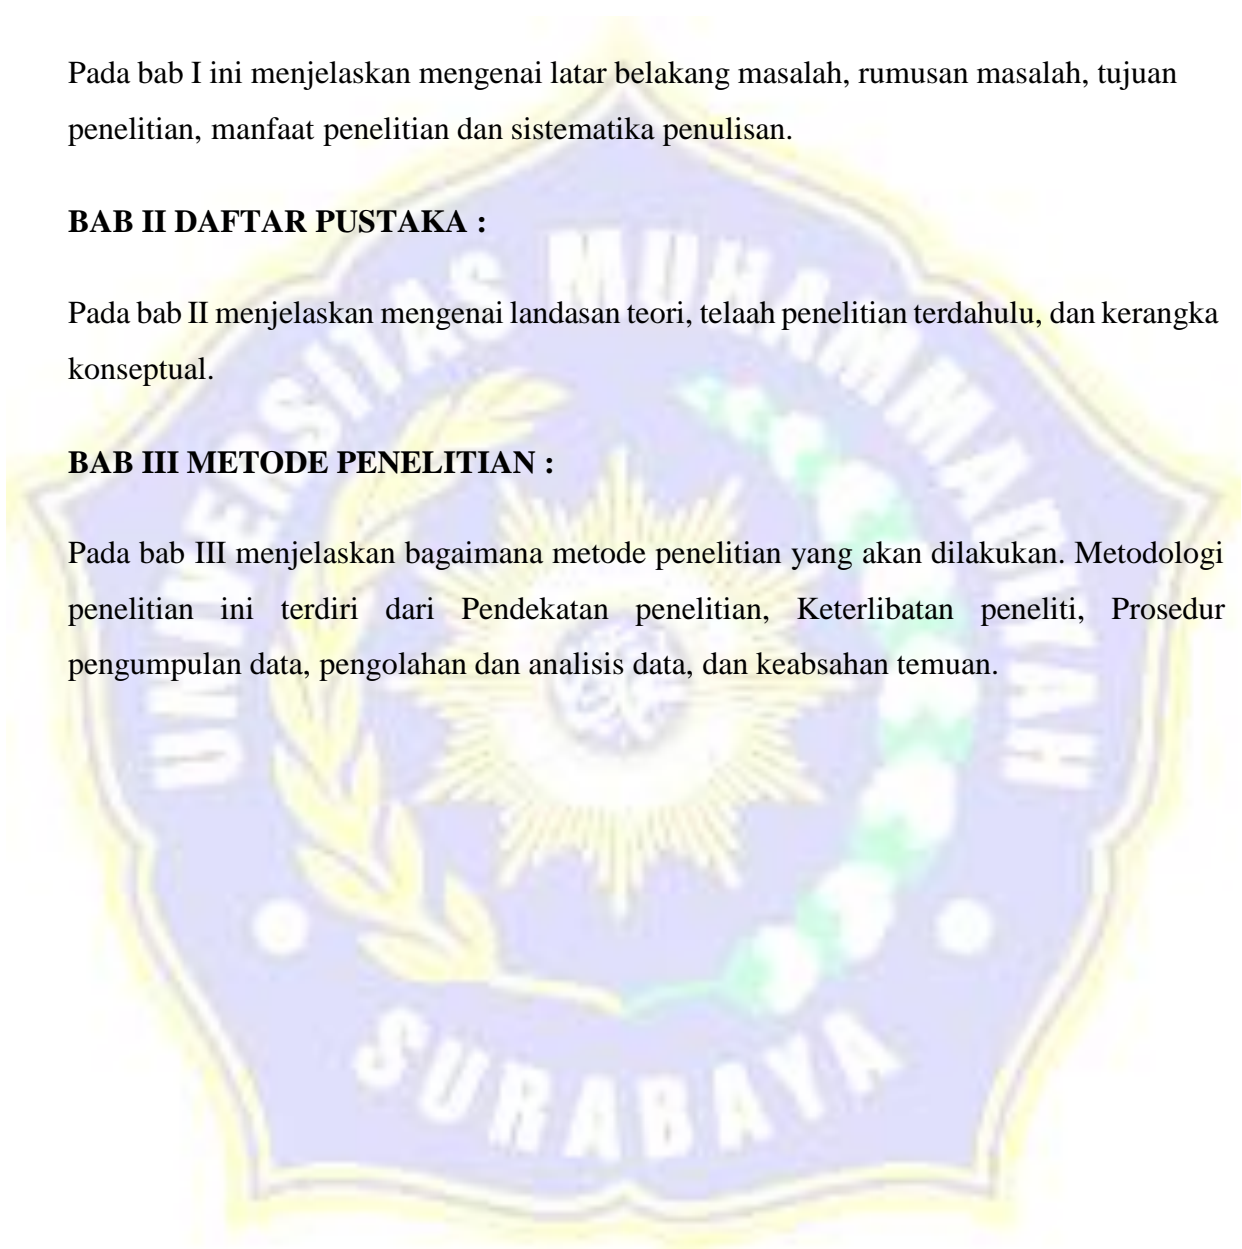 Pada bab I ini menjelaskan mengenai latar belakang masalah, rumusan masalah, tujuan
penelitian, manfaat penelitian dan sistematika penulisan.
BAB II DAFTAR PUSTAKA :
Pada bab II menjelaskan mengenai landasan teori, telaah penelitian terdahulu, dan kerangka
konseptual.
BAB III METODE PENELITIAN :
Pada bab III menjelaskan bagaimana metode penelitian yang akan dilakukan. Metodologi
penelitian ini terdiri dari Pendekatan penelitian, Keterlibatan peneliti, Prosedur
pengumpulan data, pengolahan dan analisis data, dan keabsahan temuan.
UNIVERSITAS MUHAMMADIYAH
SURABAYA